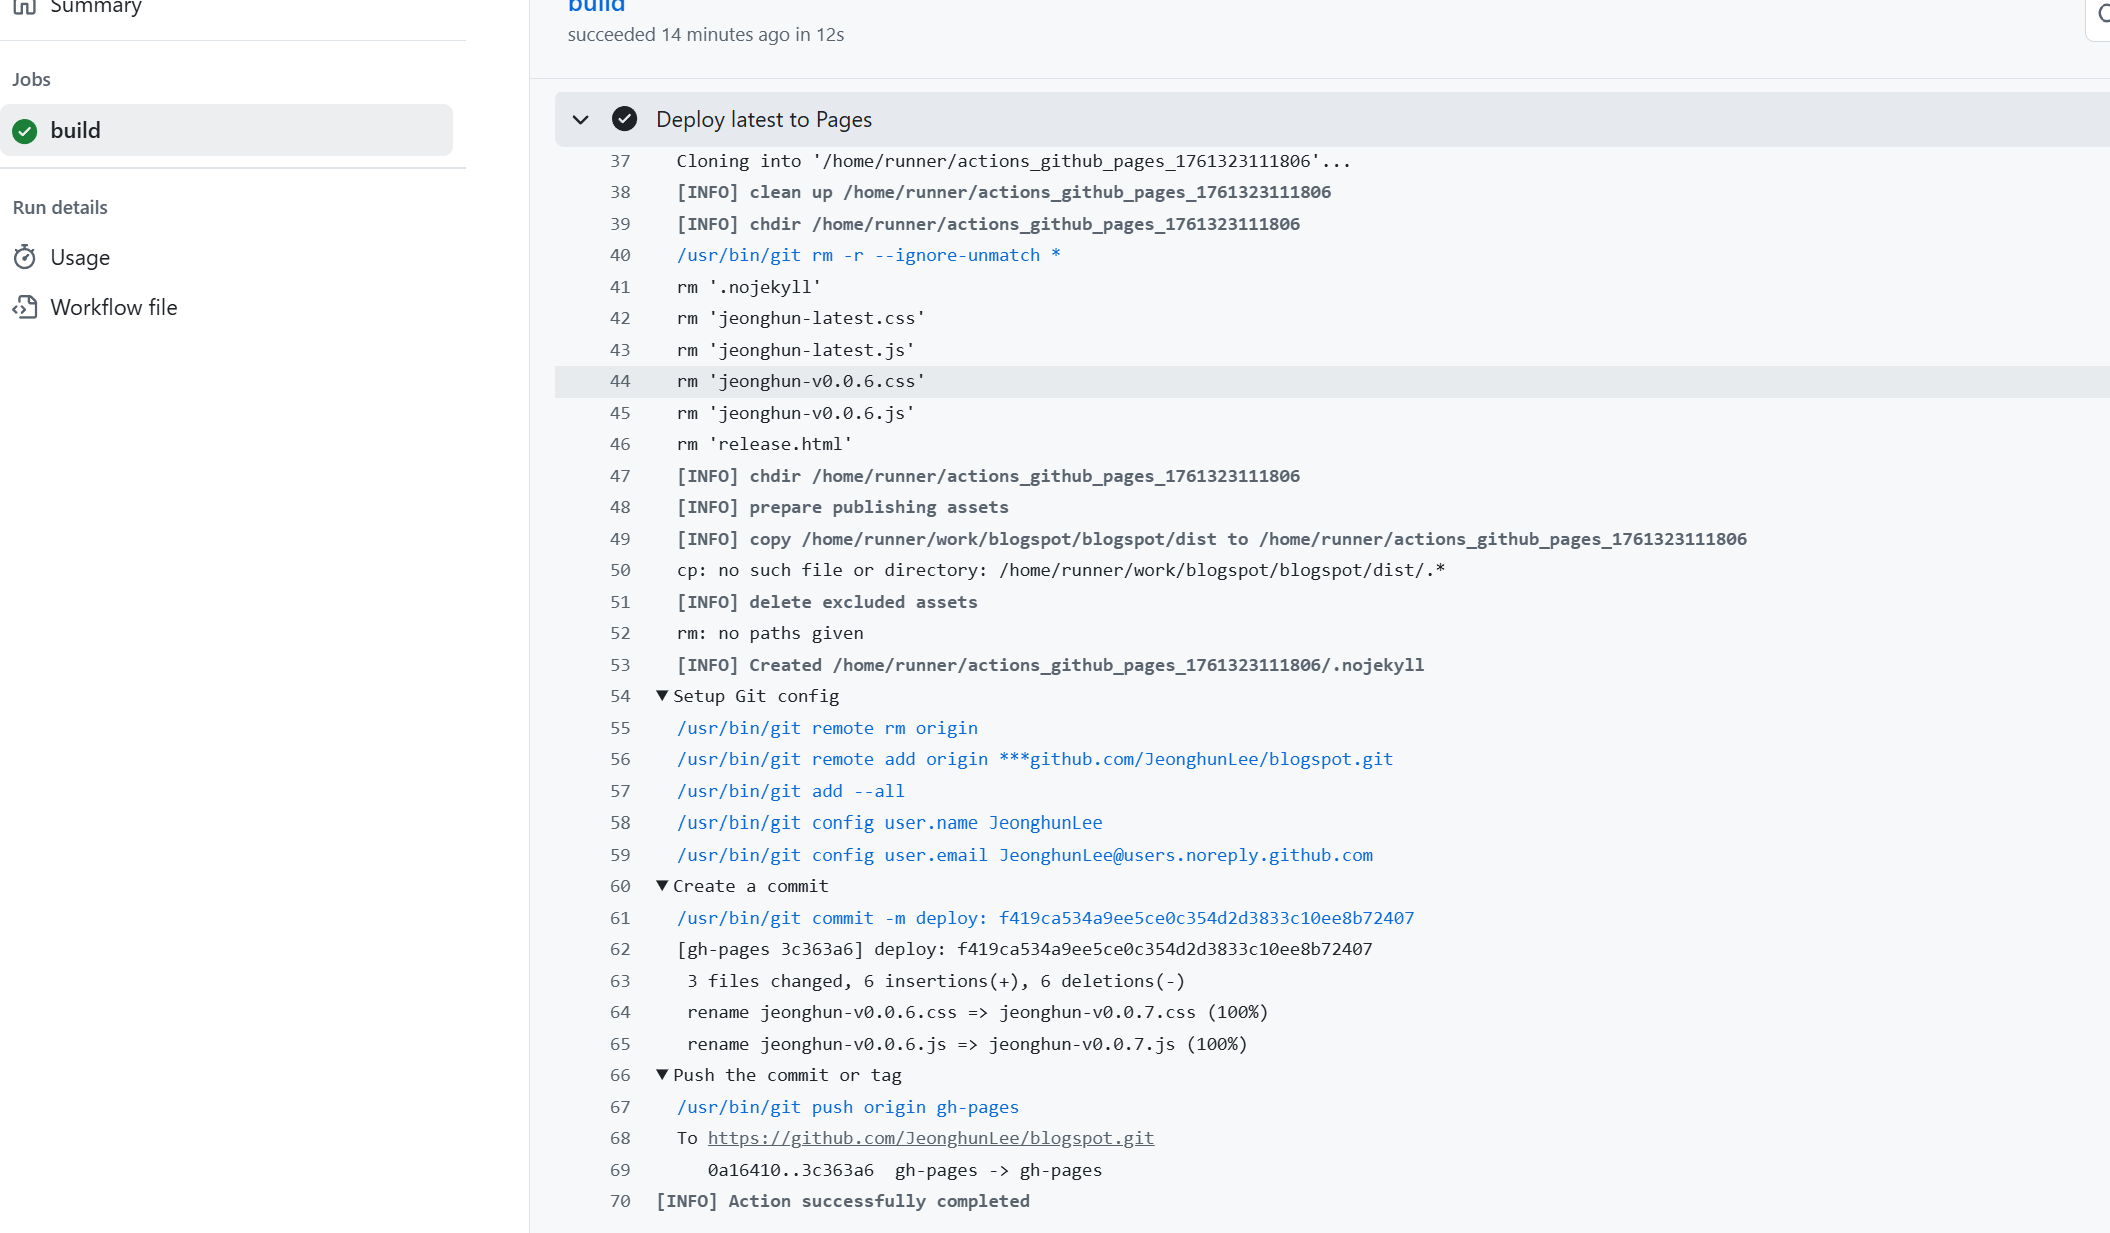 Summary
Jobs
build
Run details
Usage
Workflow file
build
succeeded 14 minutes ago in 12s
Deploy latest to Pages
37 Cloning into '/home/runner/actions_github_pages_1761323111806'...
38 [INFO] clean up /home/runner/actions_github_pages_1761323111806
39 [INFO] chdir /home/runner/actions_github_pages_1761323111806
40 /usr/bin/git rm -r --ignore-unmatch *
41 rm '.nojekyll'
42 rm 'jeonghun-latest.css'
43 rm 'jeonghun-latest.js'
44 rm 'jeonghun-v0.0.6.css'
45 rm 'jeonghun-v0.0.6.js'
46 rm 'release.html'
47 [INFO] chdir /home/runner/actions_github_pages_1761323111806
48 [INFO] prepare publishing assets
49 [INFO] copy /home/runner/work/blogspot/blogspot/dist to /home/runner/actions_github_pages_1761323111806
50 cp: no such file or directory: /home/runner/work/blogspot/blogspot/dist/.*
51 [INFO] delete excluded assets
52 rm: no paths given
53 [INFO] Created /home/runner/actions_github_pages_1761323111806/.nojekyll
54 ▼Setup Git config
55 /usr/bin/git remote rm origin
56 /usr/bin/git remote add origin ***github.com/JeonghunLee/blogspot.git
57 /usr/bin/git add --all
58 /usr/bin/git config user.name JeonghunLee
59 /usr/bin/git config user.email JeonghunLee@users.noreply.github.com
60 ▼Create a commit
61 /usr/bin/git commit -m deploy: f419ca534a9ee5ce0c354d2d3833c10ee8b72407
62 [gh-pages 3c363a6] deploy: f419ca534a9ee5ce0c354d2d3833c10ee8b72407
63 3 files changed, 6 insertions(+), 6 deletions(-)
64 rename jeonghun-v0.0.6.css => jeonghun-v0.0.7.css (100%)
65 rename jeonghun-v0.0.6.js => jeonghun-v0.0.7.js (100%)
66 ▼Push the commit or tag
67 /usr/bin/git push origin gh-pages
68 To https://github.com/JeonghunLee/blogspot.git
69 0a16410..3c363a6 gh-pages -> gh-pages
70 [INFO] Action successfully completed